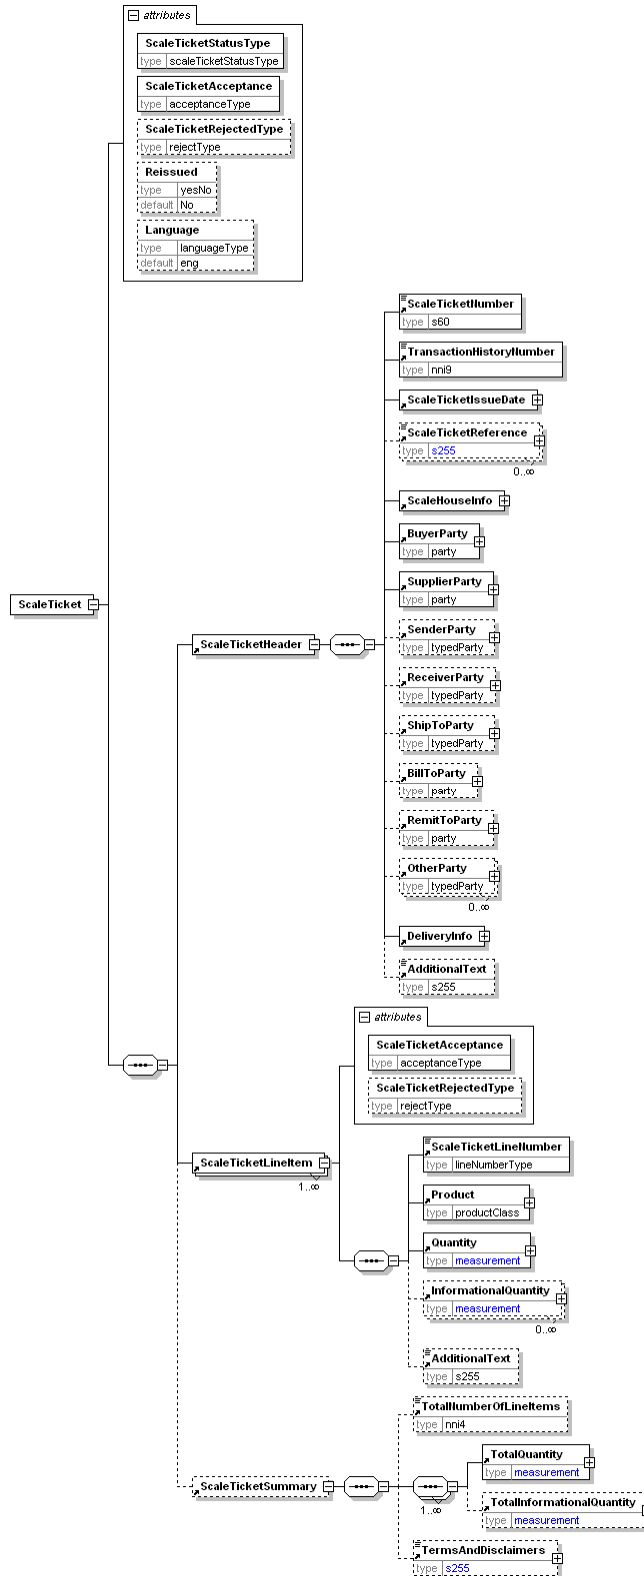 attributes
ScaleTicketStatusType
type scaleTicketStatusType
ScaleTicketAcceptance
type acceptanceType
ScaleTicketRejectedType
type rejectType
Reissued
type yesNo
default No
Language
type languageType
default eng
ScaleTicket
ScaleTicketHeader
ScaleTicketNumber
type s60
TransactionHistoryNumber
type nni9
ScaleTicketIssueDate
ScaleTicketReference
type s255
0..∞
ScaleHouseInfo
BuyerParty
type party
SupplierParty
type party
SenderParty
type typedParty
ReceiverParty
type typedParty
ShipToParty
type typedParty
BillToParty
type party
RemitToParty
type party
OtherParty
type typedParty
0..∞
DeliveryInfo
AdditionalText
type s255
ScaleTicketLineItem
1..∞
attributes
ScaleTicketAcceptance
type acceptanceType
ScaleTicketRejectedType
type rejectType
ScaleTicketLineNumber
type lineNumberType
Product
type productClass
Quantity
type measurement
InformationalQuantity
type measurement
0..∞
AdditionalText
type s255
ScaleTicketSummary
TotalNumberOfLineItems
type nni4
1..∞
TotalQuantity
type measurement
TotalInformationalQuantity
type measurement
TermsAndDisclaimers
type s255